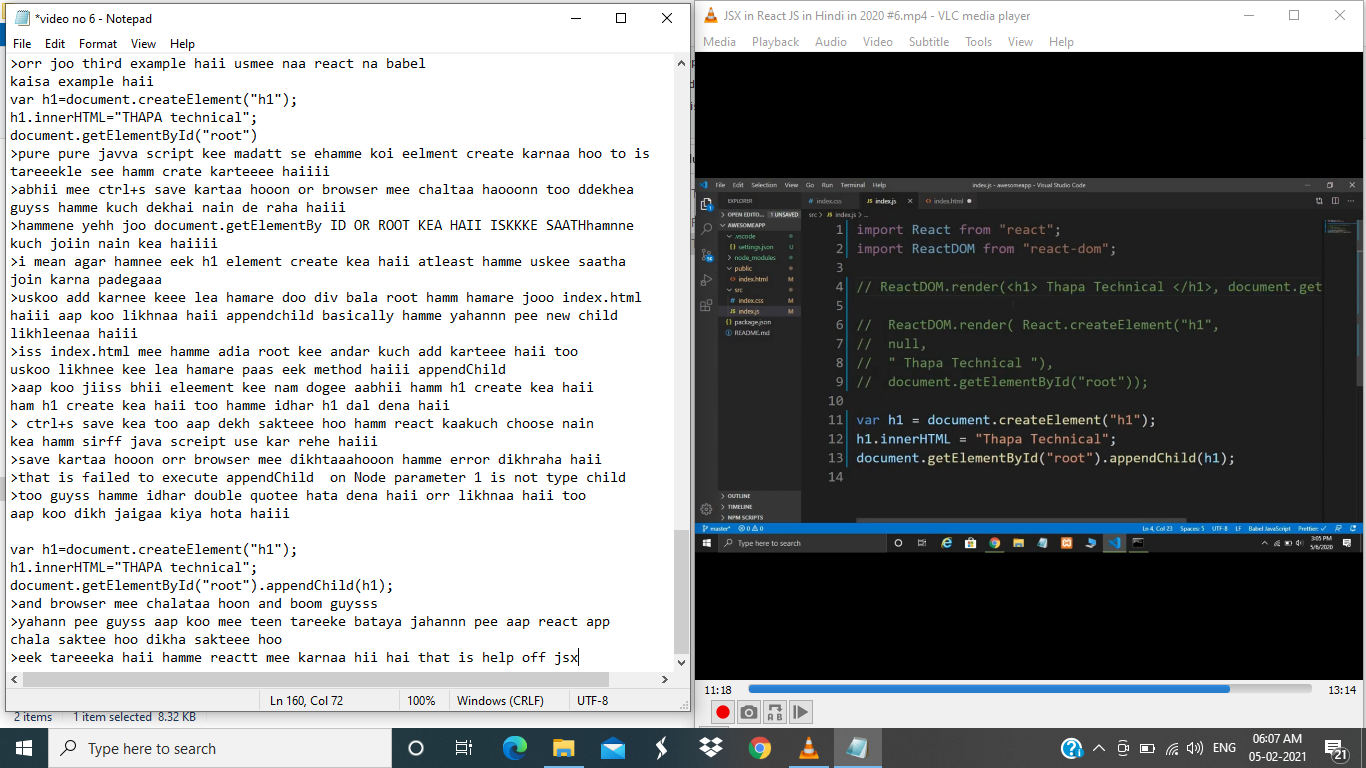 *video no 6 - Notepad
File Edit Format View Help
>orr joo third example haii usmee naa react na babel
kaisa example haii
var h1=document.createElement("h1");
h1.innerHTML="THAPA technical";
document.getElementById("root")
>pure pure javva script kee madatt se ehamme koi eelment create karnaa hoo to is
tareeekle see hamm crate karteeee haiiii
>abhii mee ctrl+s save kartaa hooon or browser mee chaltaa haooonn too ddekhea
guyss hamme kuch dekhai nain de raha haiii
>hammene yehh joo document.getElementBy ID OR ROOT KEA HAII ISKKKE SAATHhamnne
kuch joiin nain kea haiiii
>i mean agar hamnee eek h1 element create kea haii atleast hamme uskee saatha
join karna padegaaa
>uskoo add karnee keee lea hamare doo div bala root hamm hamare jooo index.html
haiii aap koo likhnaa haii appendchild basically hamme yahannn pee new child
likhleenaa haiii
>iss index.html mee hamme adia root kee andar kuch add karteee haii too
uskoo likhnee kee lea hamare paas eek method haiii appendChild
>aap koo jiiss bhii eleement kee nam dogee aabhii hamm h1 create kea haii
ham h1 create kea haii too hamme idhar h1 dal dena haii
> ctrl+s save kea too aap dekh sakteee hoo hamm react kaakuch choose nain
kea hamm sirff java screipt use kar rehe haiii
>save kartaa hooon orr browser mee dikhtaaahooon hamme error dikhraha haii
>that is failed to execute appendChild  on Node parameter 1 is not type child
>too guyss hamme idhar double quotee hata dena haii orr likhnaa haii too
aap koo dikh jaigaa kiya hota haiii
var h1=document.createElement("h1");
h1.innerHTML="THAPA technical";
document.getElementById("root").appendChild(h1);
>and browser mee chalataa hoon and boom guysss
>yahann pee guyss aap koo mee teen tareeke bataya jahannn pee aap react app
chala saktee hoo dikha sakteee hoo
>eek tareeeka haii hamme reactt mee karnaa hii hai that is help off jsx
Ln 160, Col 72 100% Windows (CRLF) UTF-8
2 items 1 item selected 8.32 KB
JSX in React JS in Hindi in 2020 #6.mp4 - VLC media player
Media Playback Audio Video Subtitle Tools View Help
File Edit Selection View Go Run Terminal Help index.js - awesomeapp - Visual Studio Code
EXPLORER index.css index.js index.html
OPEN EDITO... 1 UNSAVED src > index.js > ...
AWESOMEAPP
.vscode
settings.json U
node_modules
public
index.html M
src
index.css M
index.js M
package.json
README.md
1 import React from "react";
2 import ReactDOM from "react-dom";
3
4 // ReactDOM.render(<h1> Thapa Technical </h1>, document.get
5
6 //  ReactDOM.render( React.createElement("h1",
7 //  null,
8 //  " Thapa Technical "),
9 //  document.getElementById("root"));
10
11 var h1 = document.createElement("h1");
12 h1.innerHTML = "Thapa Technical";
13 document.getElementById("root").appendChild(h1);
14
OUTLINE
TIMELINE
NPM SCRIPTS
master* 0 0 Ln 4, Col 23 Spaces: 5 UTF-8 LF Babel JavaScript Prettier: ✓
Type here to search 3:05 PM
5/6/2020
11:18 13:14
Type here to search ENG 06:07 AM
05-02-2021 21